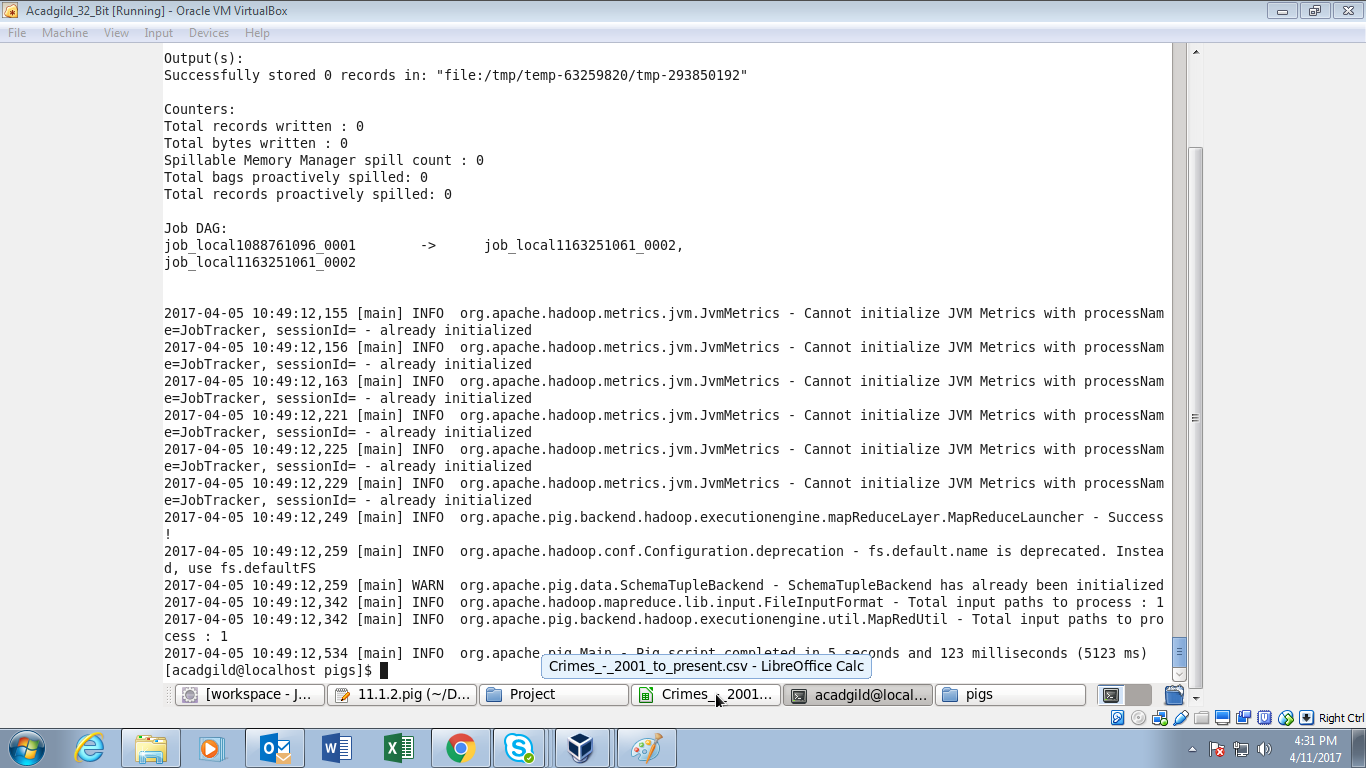 Acadgild_32_Bit [Running] - Oracle VM VirtualBox
File Machine View Input Devices Help
Output(s):
Successfully stored 0 records in: "file:/tmp/temp-63259820/tmp-293850192"
Counters:
Total records written : 0
Total bytes written : 0
Spillable Memory Manager spill count : 0
Total bags proactively spilled: 0
Total records proactively spilled: 0
Job DAG:
job_local1088761096_0001 -> job_local1163251061_0002,
job_local1163251061_0002
2017-04-05 10:49:12,155 [main] INFO org.apache.hadoop.metrics.jvm.JvmMetrics - Cannot initialize JVM Metrics with processNam
e=JobTracker, sessionId= - already initialized
2017-04-05 10:49:12,156 [main] INFO org.apache.hadoop.metrics.jvm.JvmMetrics - Cannot initialize JVM Metrics with processNam
e=JobTracker, sessionId= - already initialized
2017-04-05 10:49:12,163 [main] INFO org.apache.hadoop.metrics.jvm.JvmMetrics - Cannot initialize JVM Metrics with processNam
e=JobTracker, sessionId= - already initialized
2017-04-05 10:49:12,221 [main] INFO org.apache.hadoop.metrics.jvm.JvmMetrics - Cannot initialize JVM Metrics with processNam
e=JobTracker, sessionId= - already initialized
2017-04-05 10:49:12,225 [main] INFO org.apache.hadoop.metrics.jvm.JvmMetrics - Cannot initialize JVM Metrics with processNam
e=JobTracker, sessionId= - already initialized
2017-04-05 10:49:12,229 [main] INFO org.apache.hadoop.metrics.jvm.JvmMetrics - Cannot initialize JVM Metrics with processNam
e=JobTracker, sessionId= - already initialized
2017-04-05 10:49:12,249 [main] INFO org.apache.pig.backend.hadoop.executionengine.mapReduceLayer.MapReduceLauncher - Success
!
2017-04-05 10:49:12,259 [main] INFO org.apache.hadoop.conf.Configuration.deprecation - fs.default.name is deprecated. Instea
d, use fs.defaultFS
2017-04-05 10:49:12,259 [main] WARN org.apache.pig.data.SchemaTupleBackend - SchemaTupleBackend has already been initialized
2017-04-05 10:49:12,342 [main] INFO org.apache.hadoop.mapreduce.lib.input.FileInputFormat - Total input paths to process : 1
2017-04-05 10:49:12,342 [main] INFO org.apache.pig.backend.hadoop.executionengine.util.MapRedUtil - Total input paths to pro
cess : 1
2017-04-05 10:49:12,534 [main] INFO org.apache.pig.Main - Pig script completed in 5 seconds and 123 milliseconds (5123 ms)
[acadgild@localhost pigs]$
Crimes_-_2001_to_present.csv - LibreOffice Calc
[workspace - J... 11.1.2.pig (~/D... Project Crimes_-_2001... acadgild@local... pigs
Right Ctrl
4:31 PM
4/11/2017